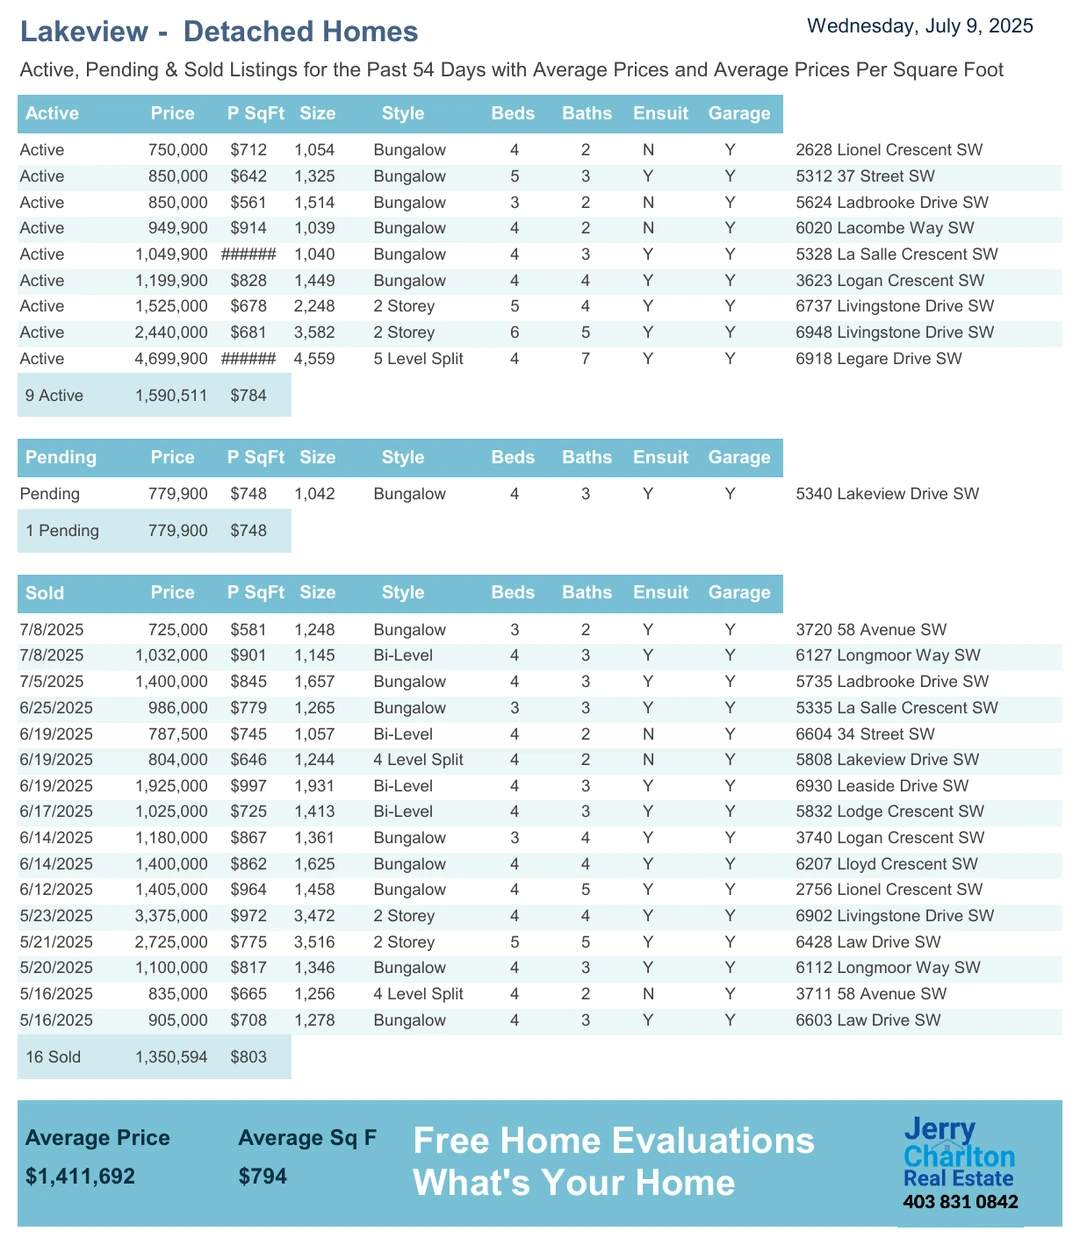 Lakeview -  Detached Homes
Wednesday, July 9, 2025
Active, Pending & Sold Listings for the Past 54 Days with Average Prices and Average Prices Per Square Foot
Active Price P SqFt Size Style Beds Baths Ensuit Garage
Active 750,000 $712 1,054 Bungalow 4 2 N Y 2628 Lionel Crescent SW
Active 850,000 $642 1,325 Bungalow 5 3 Y Y 5312 37 Street SW
Active 850,000 $561 1,514 Bungalow 3 2 N Y 5624 Ladbrooke Drive SW
Active 949,900 $914 1,039 Bungalow 4 2 N Y 6020 Lacombe Way SW
Active 1,049,900 ###### 1,040 Bungalow 4 3 Y Y 5328 La Salle Crescent SW
Active 1,199,900 $828 1,449 Bungalow 4 4 Y Y 3623 Logan Crescent SW
Active 1,525,000 $678 2,248 2 Storey 5 4 Y Y 6737 Livingstone Drive SW
Active 2,440,000 $681 3,582 2 Storey 6 5 Y Y 6948 Livingstone Drive SW
Active 4,699,900 ###### 4,559 5 Level Split 4 7 Y Y 6918 Legare Drive SW
9 Active 1,590,511 $784
Pending Price P SqFt Size Style Beds Baths Ensuit Garage
Pending 779,900 $748 1,042 Bungalow 4 3 Y Y 5340 Lakeview Drive SW
1 Pending 779,900 $748
Sold Price P SqFt Size Style Beds Baths Ensuit Garage
7/8/2025 725,000 $581 1,248 Bungalow 3 2 Y Y 3720 58 Avenue SW
7/8/2025 1,032,000 $901 1,145 Bi-Level 4 3 Y Y 6127 Longmoor Way SW
7/5/2025 1,400,000 $845 1,657 Bungalow 4 3 Y Y 5735 Ladbrooke Drive SW
6/25/2025 986,000 $779 1,265 Bungalow 3 3 Y Y 5335 La Salle Crescent SW
6/19/2025 787,500 $745 1,057 Bi-Level 4 2 N Y 6604 34 Street SW
6/19/2025 804,000 $646 1,244 4 Level Split 4 2 N Y 5808 Lakeview Drive SW
6/19/2025 1,925,000 $997 1,931 Bi-Level 4 3 Y Y 6930 Leaside Drive SW
6/17/2025 1,025,000 $725 1,413 Bi-Level 4 3 Y Y 5832 Lodge Crescent SW
6/14/2025 1,180,000 $867 1,361 Bungalow 3 4 Y Y 3740 Logan Crescent SW
6/14/2025 1,400,000 $862 1,625 Bungalow 4 4 Y Y 6207 Lloyd Crescent SW
6/12/2025 1,405,000 $964 1,458 Bungalow 4 5 Y Y 2756 Lionel Crescent SW
5/23/2025 3,375,000 $972 3,472 2 Storey 4 4 Y Y 6902 Livingstone Drive SW
5/21/2025 2,725,000 $775 3,516 2 Storey 5 5 Y Y 6428 Law Drive SW
5/20/2025 1,100,000 $817 1,346 Bungalow 4 3 Y Y 6112 Longmoor Way SW
5/16/2025 835,000 $665 1,256 4 Level Split 4 2 N Y 3711 58 Avenue SW
5/16/2025 905,000 $708 1,278 Bungalow 4 3 Y Y 6603 Law Drive SW
16 Sold 1,350,594 $803
Average Price Average Sq F
$1,411,692 $794
Free Home Evaluations
What's Your Home
Jerry
Charlton
Real Estate
403 831 0842